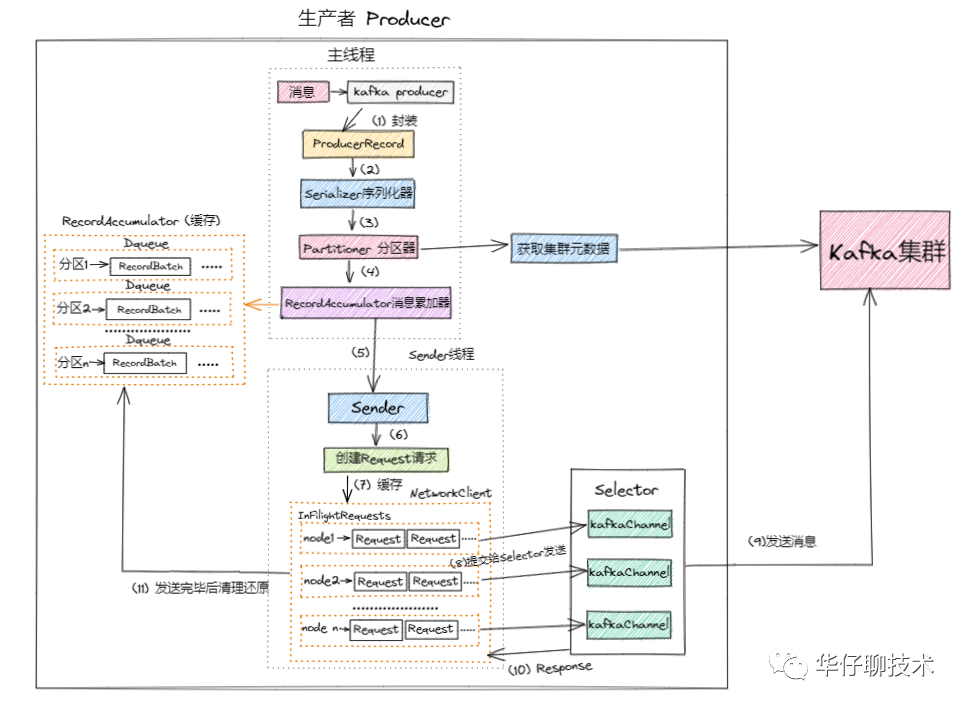 生产者 Producer
主线程
消息
kafka producer
(1) 封装
ProducerRecord
(2)
Serializer序列化器
(3)
Partitioner 分区器
获取集群元数据
Kafka集群
(4)
RecordAccumulator消息累加器
RecordAccumulator (缓存)
Dqueue
分区1
RecordBatch
.....
Dqueue
分区2
RecordBatch
.....
....................
Dqueue
分区n
RecordBatch
.....
(5)
Sender线程
Sender
(6)
创建Request请求
(7) 缓存
NetworkClient
InFilghtRequests
node1
Request
Request
.....
(8)提交给Selector发送
node2
Request
Request
.....
....................
node n
Request
Request
.....
Selector
kafkaChannel
kafkaChannel
kafkaChannel
(9)发送消息
(10) Response
(11) 发送完毕后清理还原
华仔聊技术